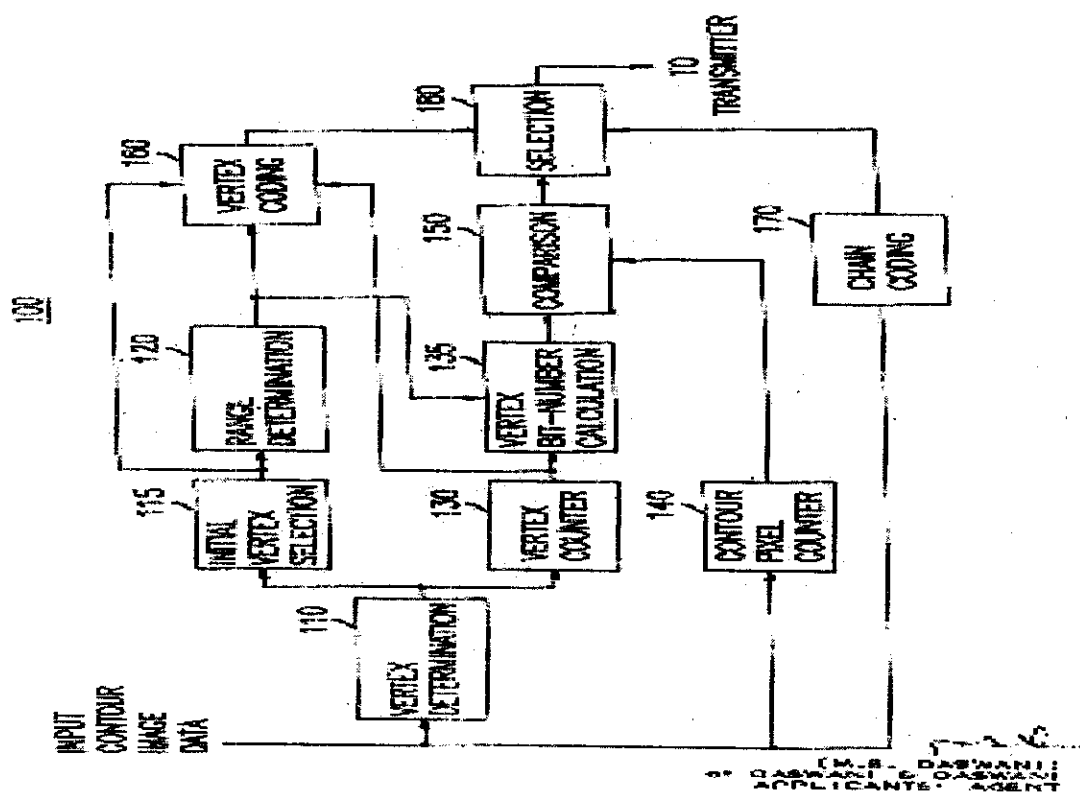 100
INPUT
CONTOUR
IMAGE
DATA
110
VERTEX
DETERMINATION
115
INITIAL
VERTEX
SELECTION
120
RANGE
DETERMINATION
160
VERTEX
CODING
130
VERTEX
COUNTER
135
VERTEX
BIT-NUMBER
CALCULATION
150
COMPARISON
180
SELECTION
TO
TRANSMITTER
140
CONTOUR
PIXEL
COUNTER
170
CHAIN
CODING
(M.S. DASWANI)
of DASWANI & DASWANI
APPLICANTS' AGENT